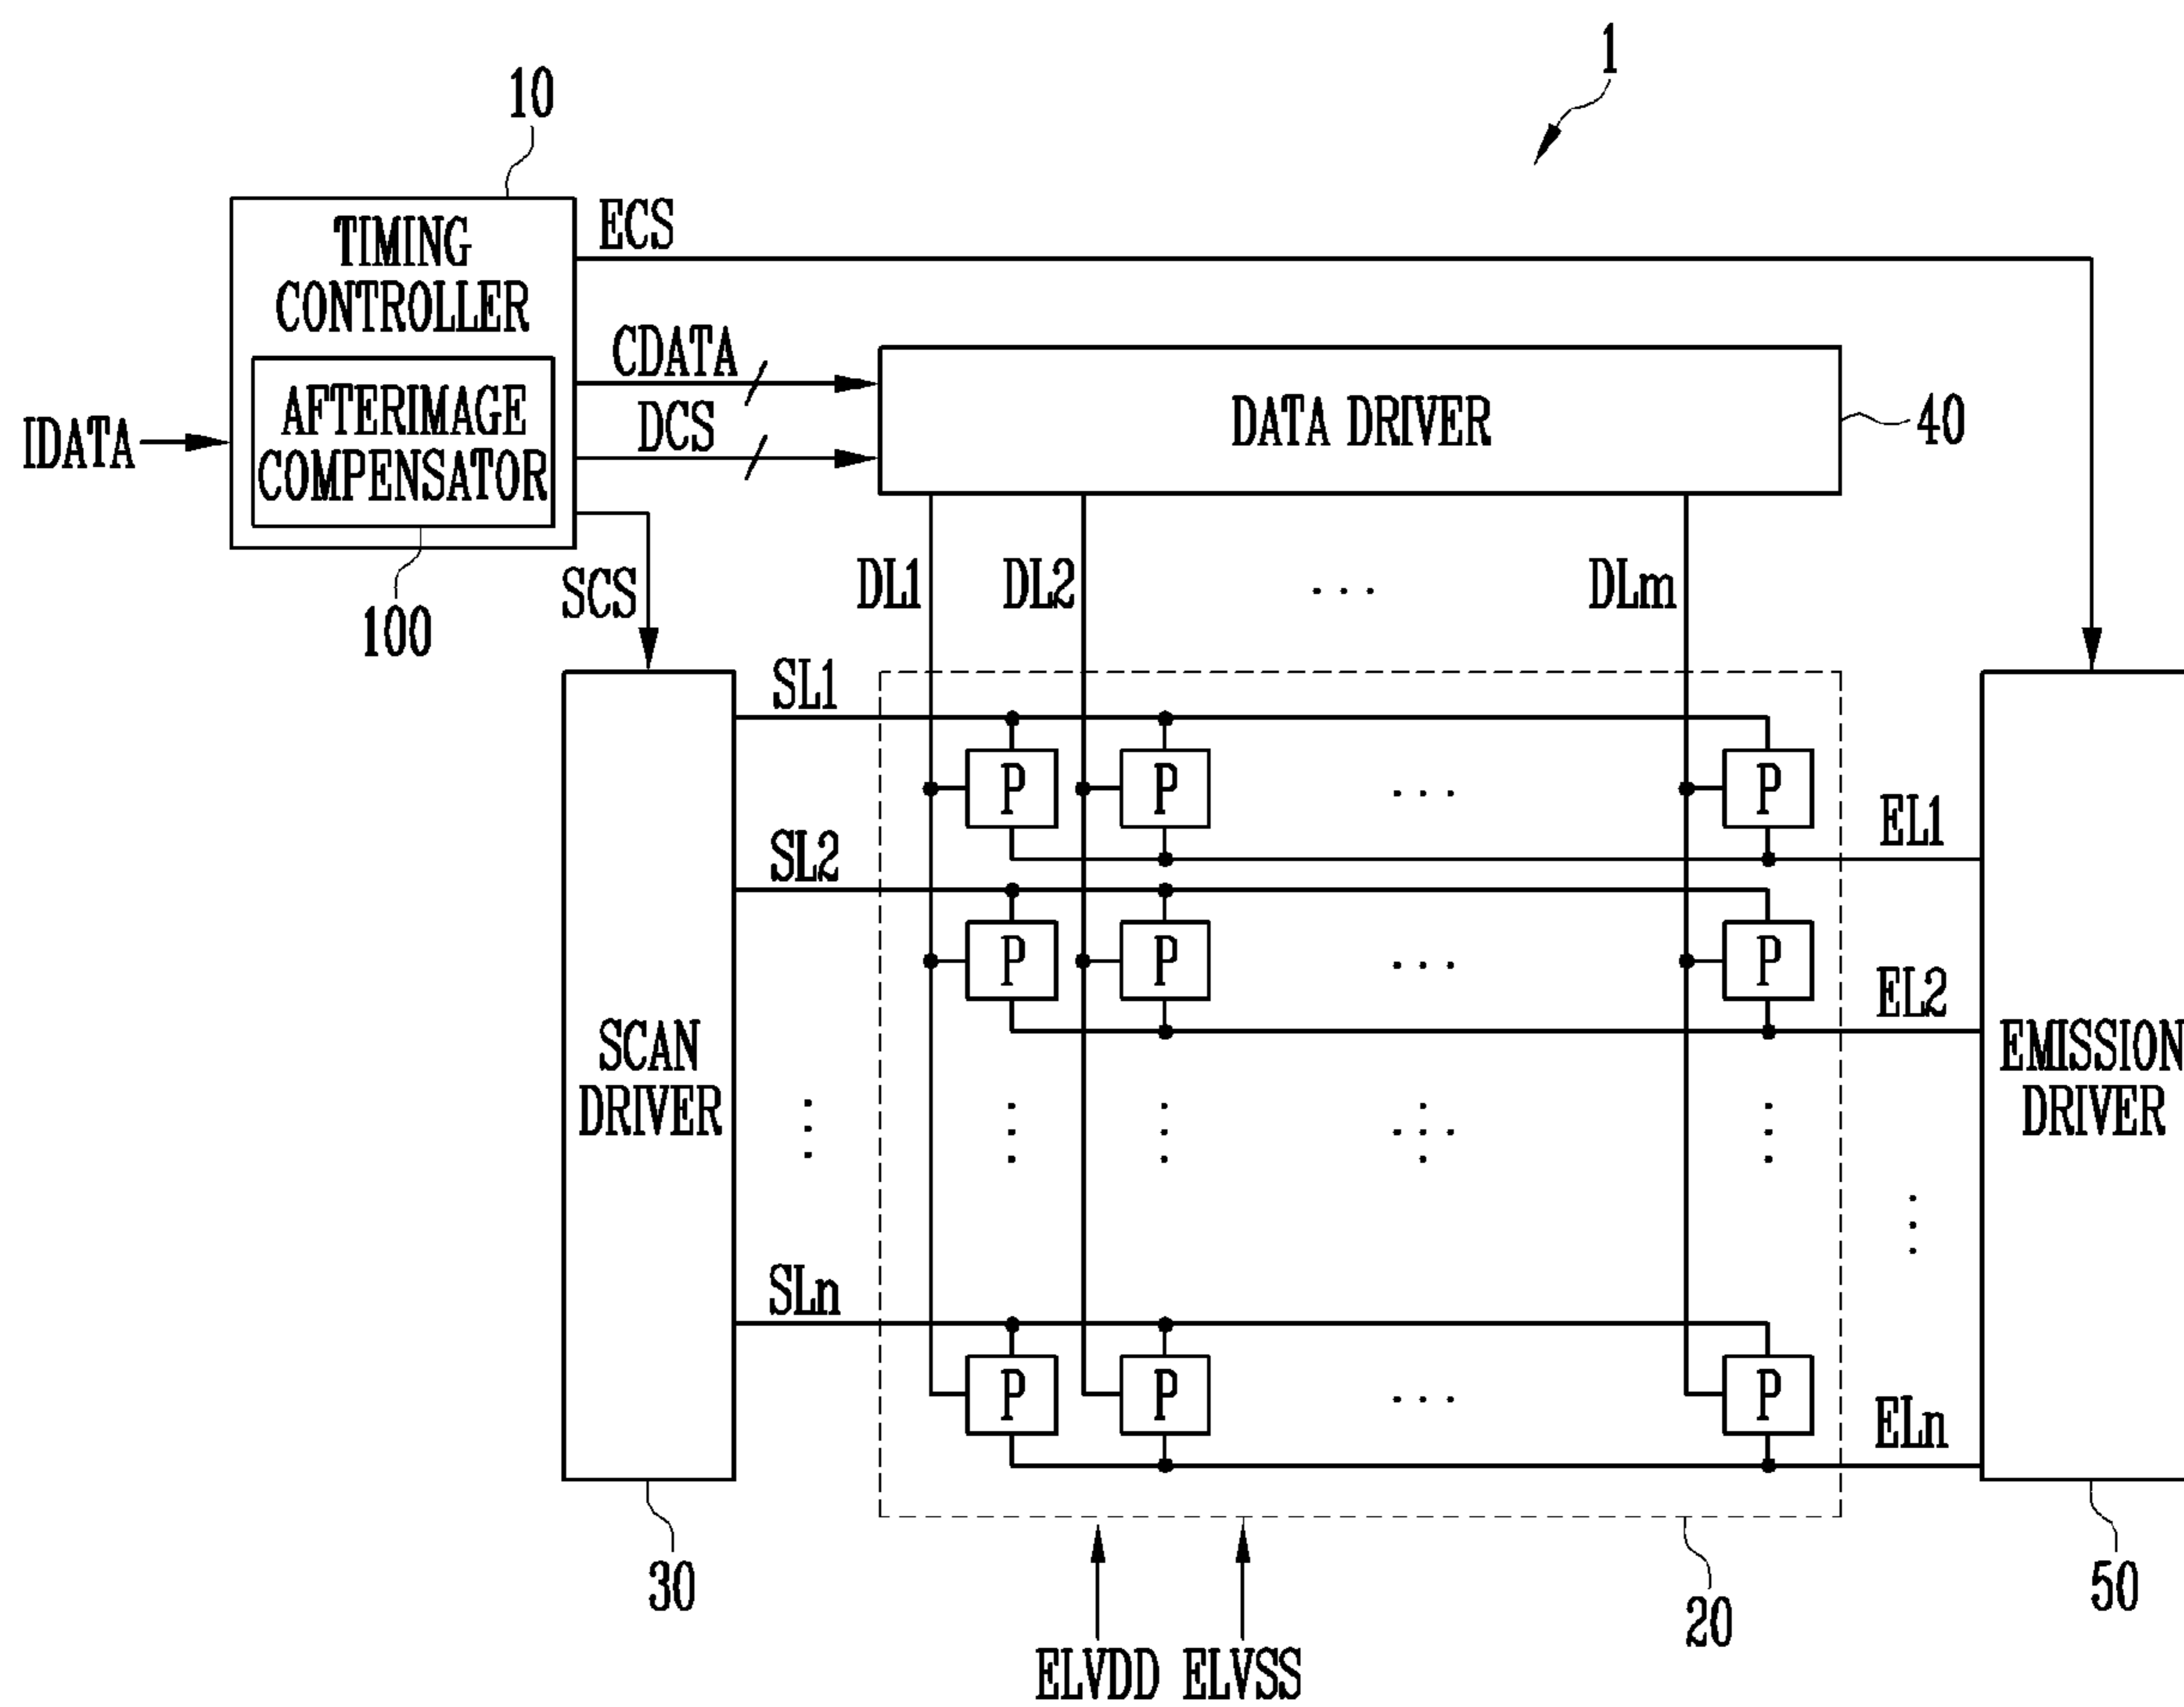 1
10
TIMING
CONTROLLER
ECS
CDATA
DCS
IDATA
AFTERIMAGE
COMPENSATOR
DATA DRIVER
40
100
SCS
DL1
DL2
DLm
SL1
P P P
EL1
SL2
P P P
EL2
SCAN
DRIVER
EMISSION
DRIVER
SLn
P P P
ELn
30
20
50
ELVDD ELVSS